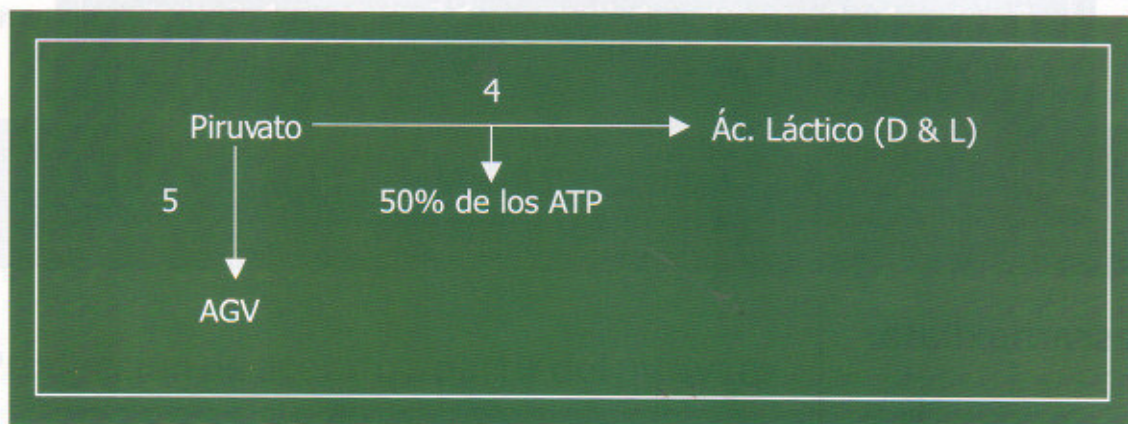 4
Piruvato
Ác. Láctico (D & L)
5
50% de los ATP
AGV